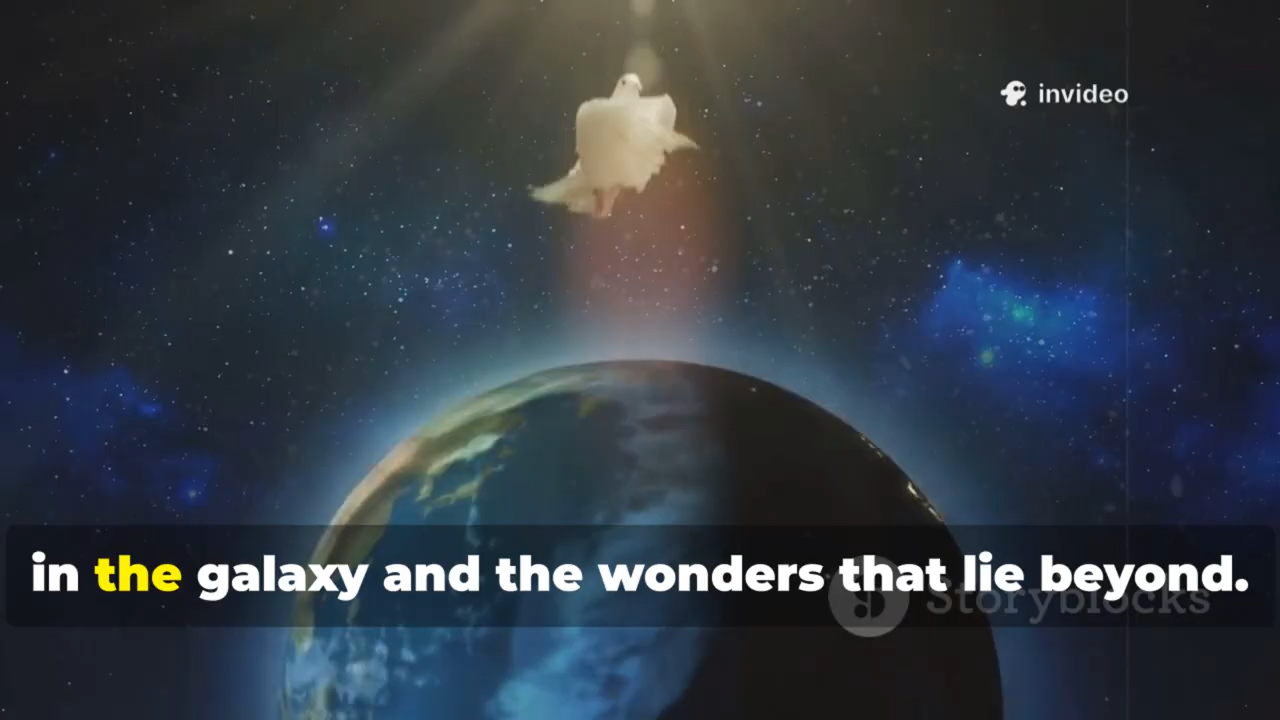 invideo
in the galaxy and the wonders that lie beyond.
Storyblocks